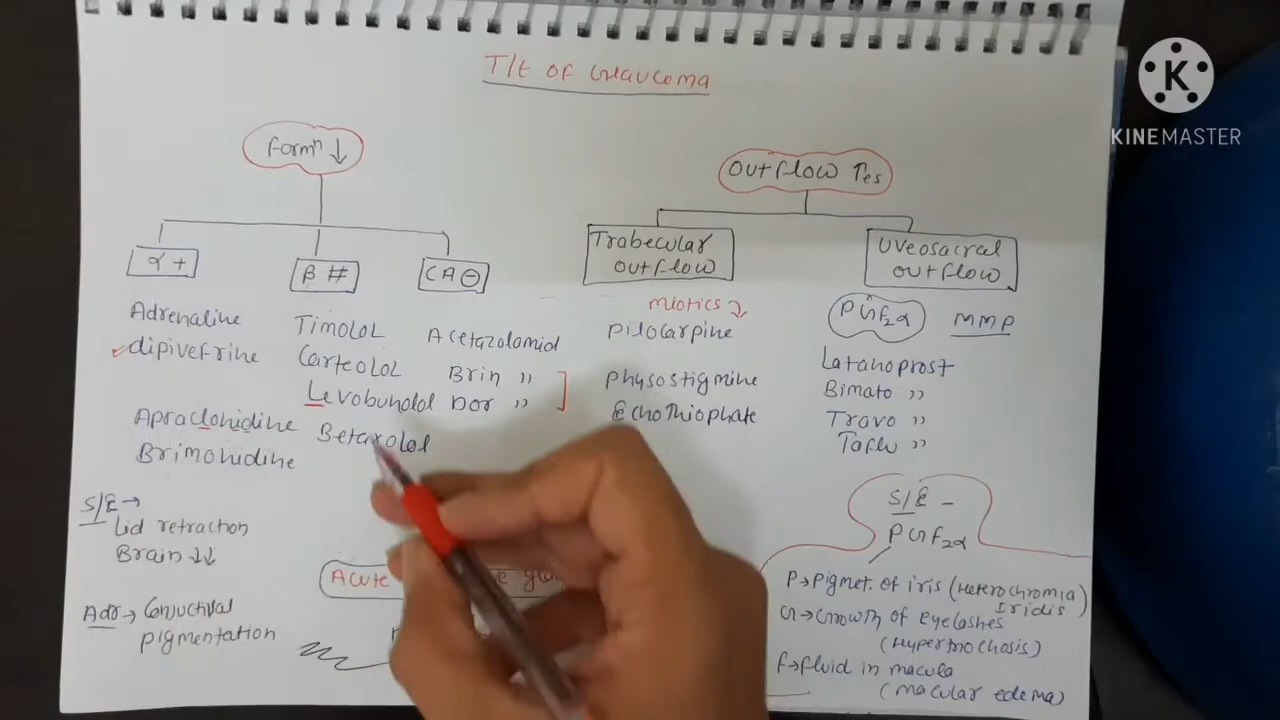 T/t OF Glaucoma
K
KINEMASTER
Formⁿ ↓
α +
β #
CA ⊖
Adrenaline
dipivefrine
Apraclonidine
Brimonidine
Timolol
Carteolol
Levobunolol
Betaxolol
Acetazolamid
Brin ,,
Dor ,,
S/E →
Lid retraction
Brain ↓↓
Adr → Conjuctival
pigmentation
Acute
Outflow ↑es
Trabecular
outflow
miotics ↓
Pilocarpine
Physostigmine
Echothiophate
Uveosacral
outflow
PGF₂α MMP
Latanoprost
Bimato ,,
Travo ,,
Taflu ,,
S/E –
PGF₂α
P → Pigmet. of iris (Heterochromia
Iridis)
G → Growth of Eyelashes
(Hypertrichosis)
F → Fluid in macula
(macular edema)